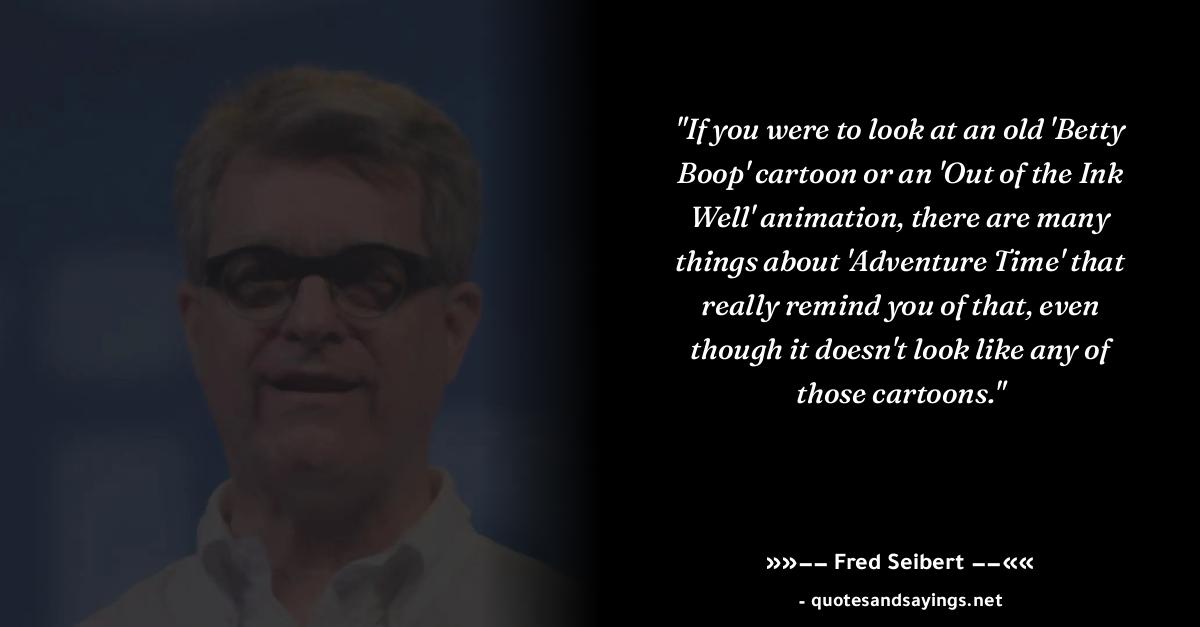 "If you were to look at an old 'Betty
Boop' cartoon or an 'Out of the Ink
Well' animation, there are many
things about 'Adventure Time' that
really remind you of that, even
though it doesn't look like any of
those cartoons."
»»–– Fred Seibert ––««
- quotesandsayings.net